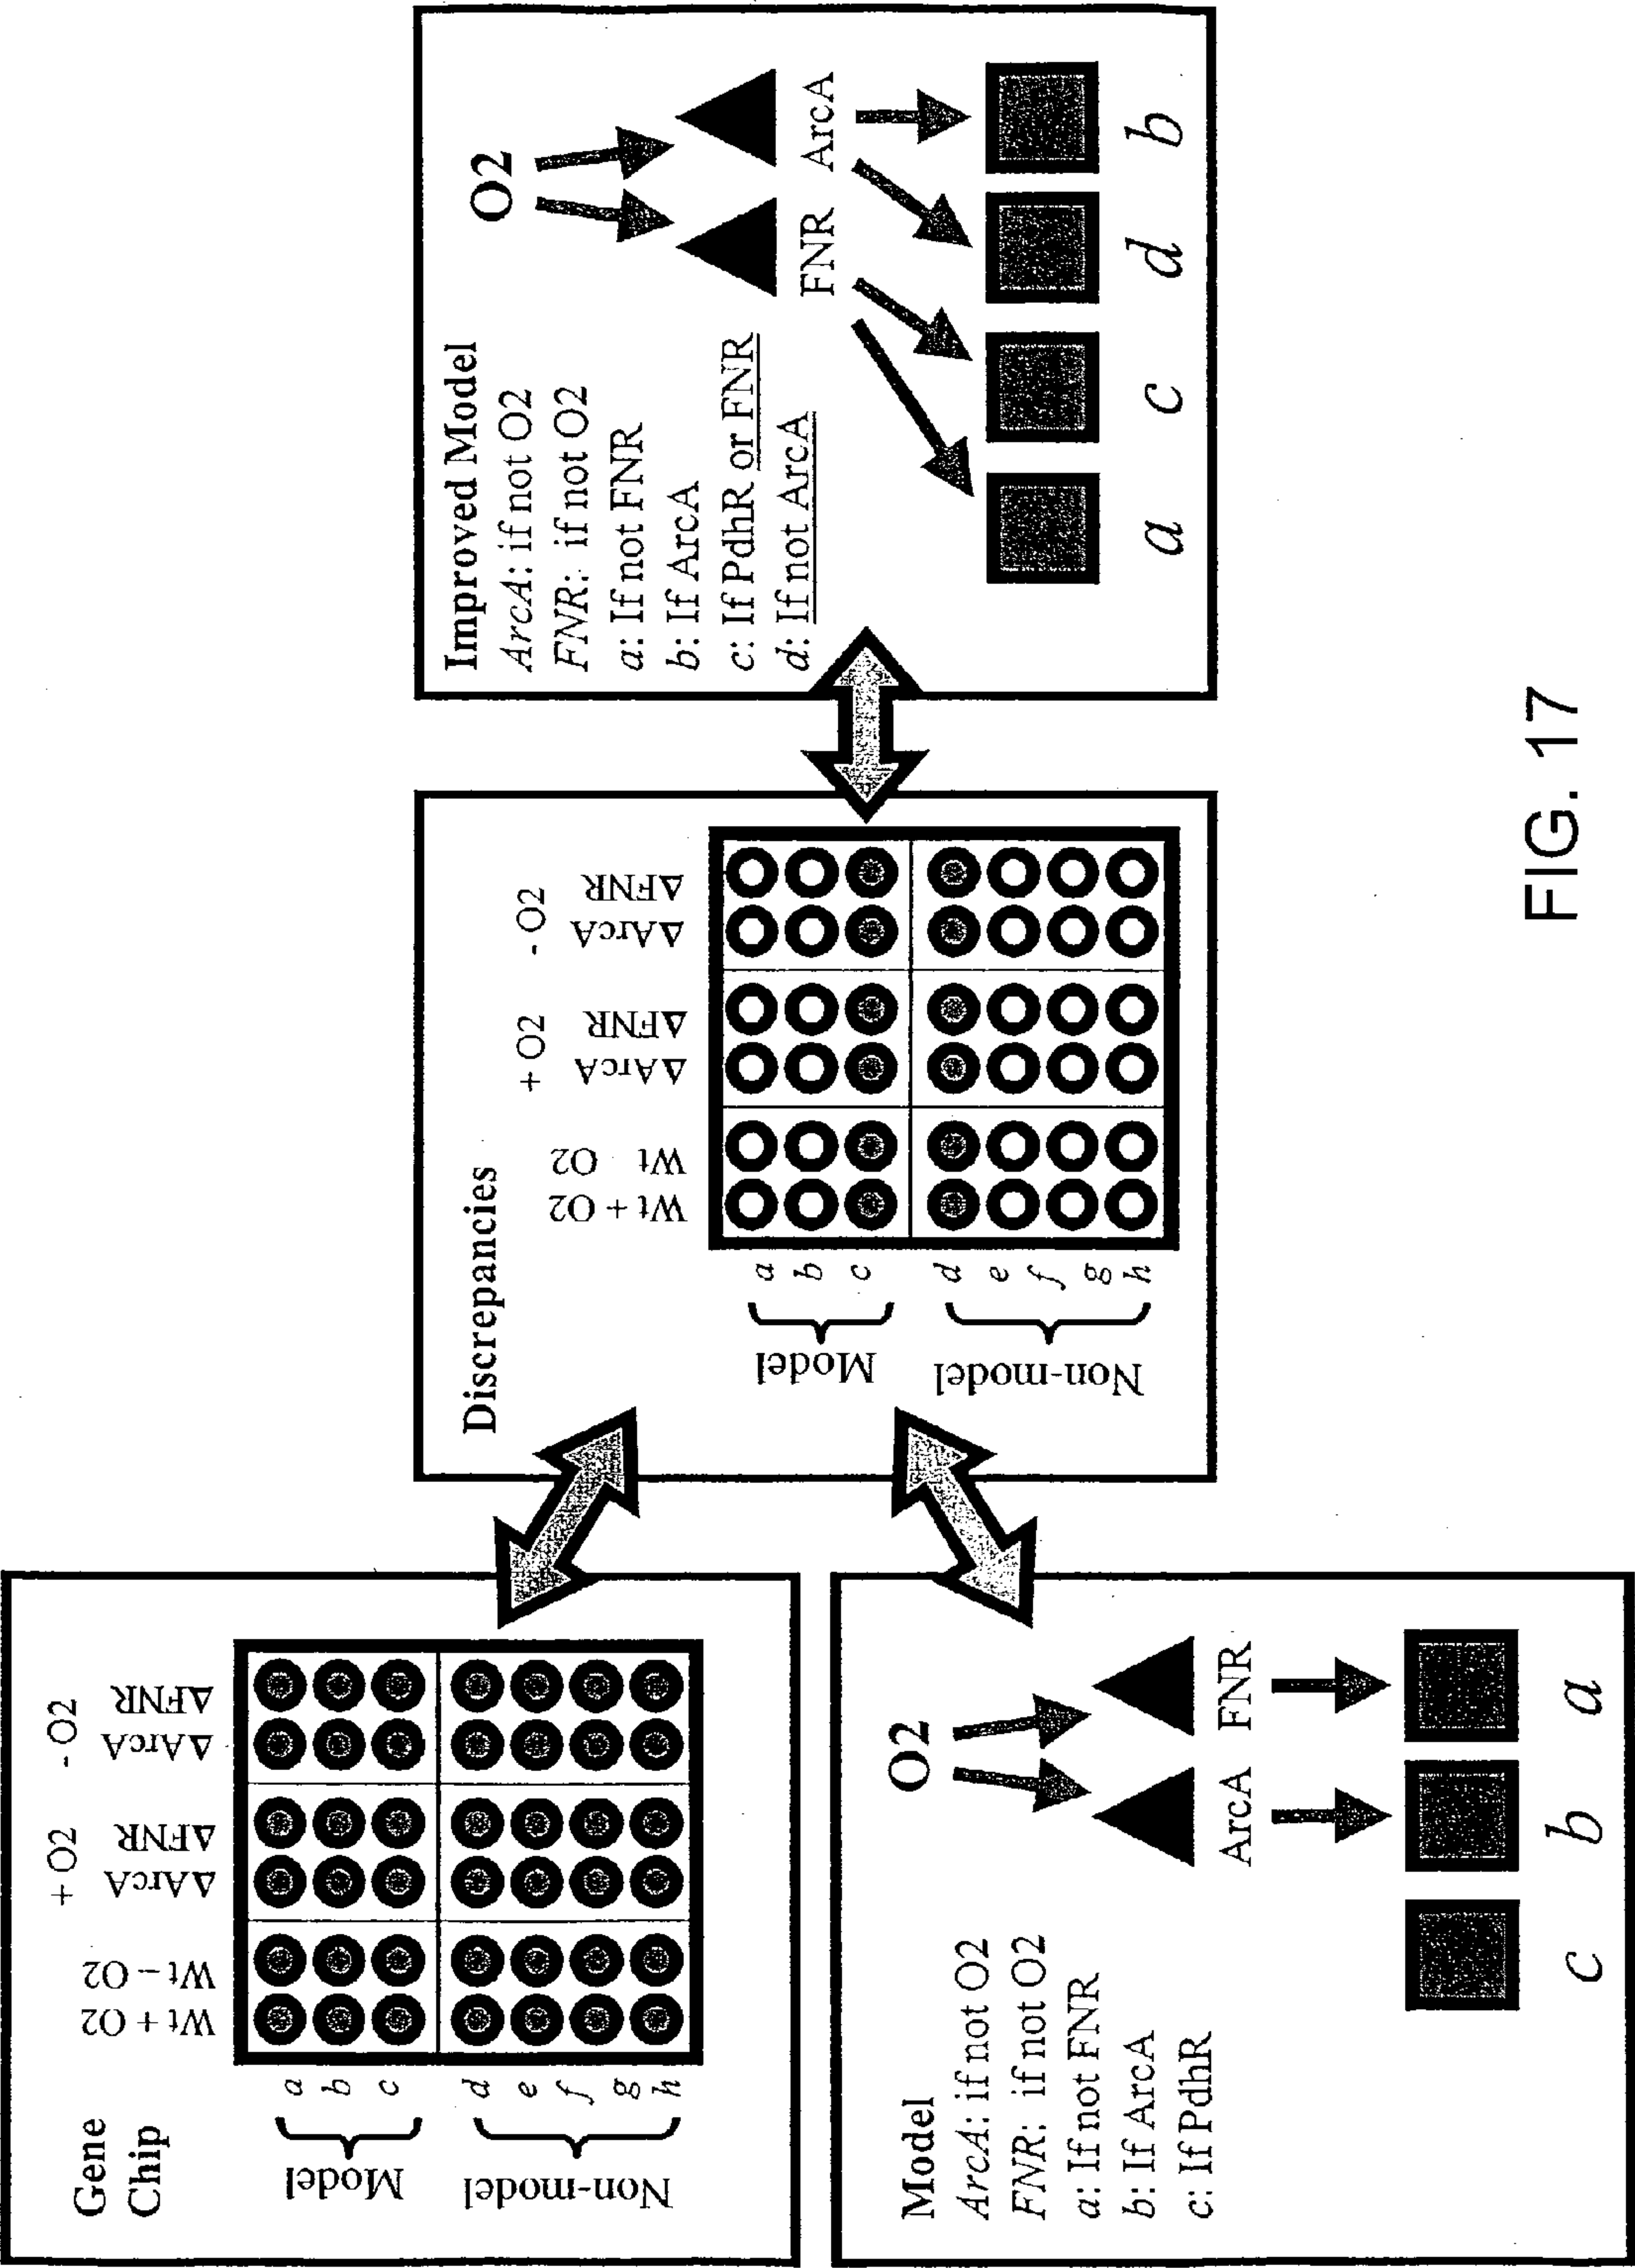 Gene
Chip
Wt + O2
Wt – O2
+ O2
ΔArcA
ΔFNR
- O2
ΔArcA
ΔFNR
Model
a
b
c
Non-model
d
e
f
g
h
Model
ArcA: if not O2
FNR: if not O2
a: If not FNR
b: If ArcA
c: If PdhR
O2
ArcA
FNR
c
b
a
Discrepancies
Wt + O2
Wt O2
+ O2
ΔArcA
ΔFNR
- O2
ΔArcA
ΔFNR
Model
a
b
c
Non-model
d
e
f
g
h
Improved Model
ArcA: if not O2
FNR: if not O2
a: If not FNR
b: If ArcA
c: If PdhR or FNR
d: If not ArcA
O2
FNR
ArcA
a
c
d
b
FIG. 17